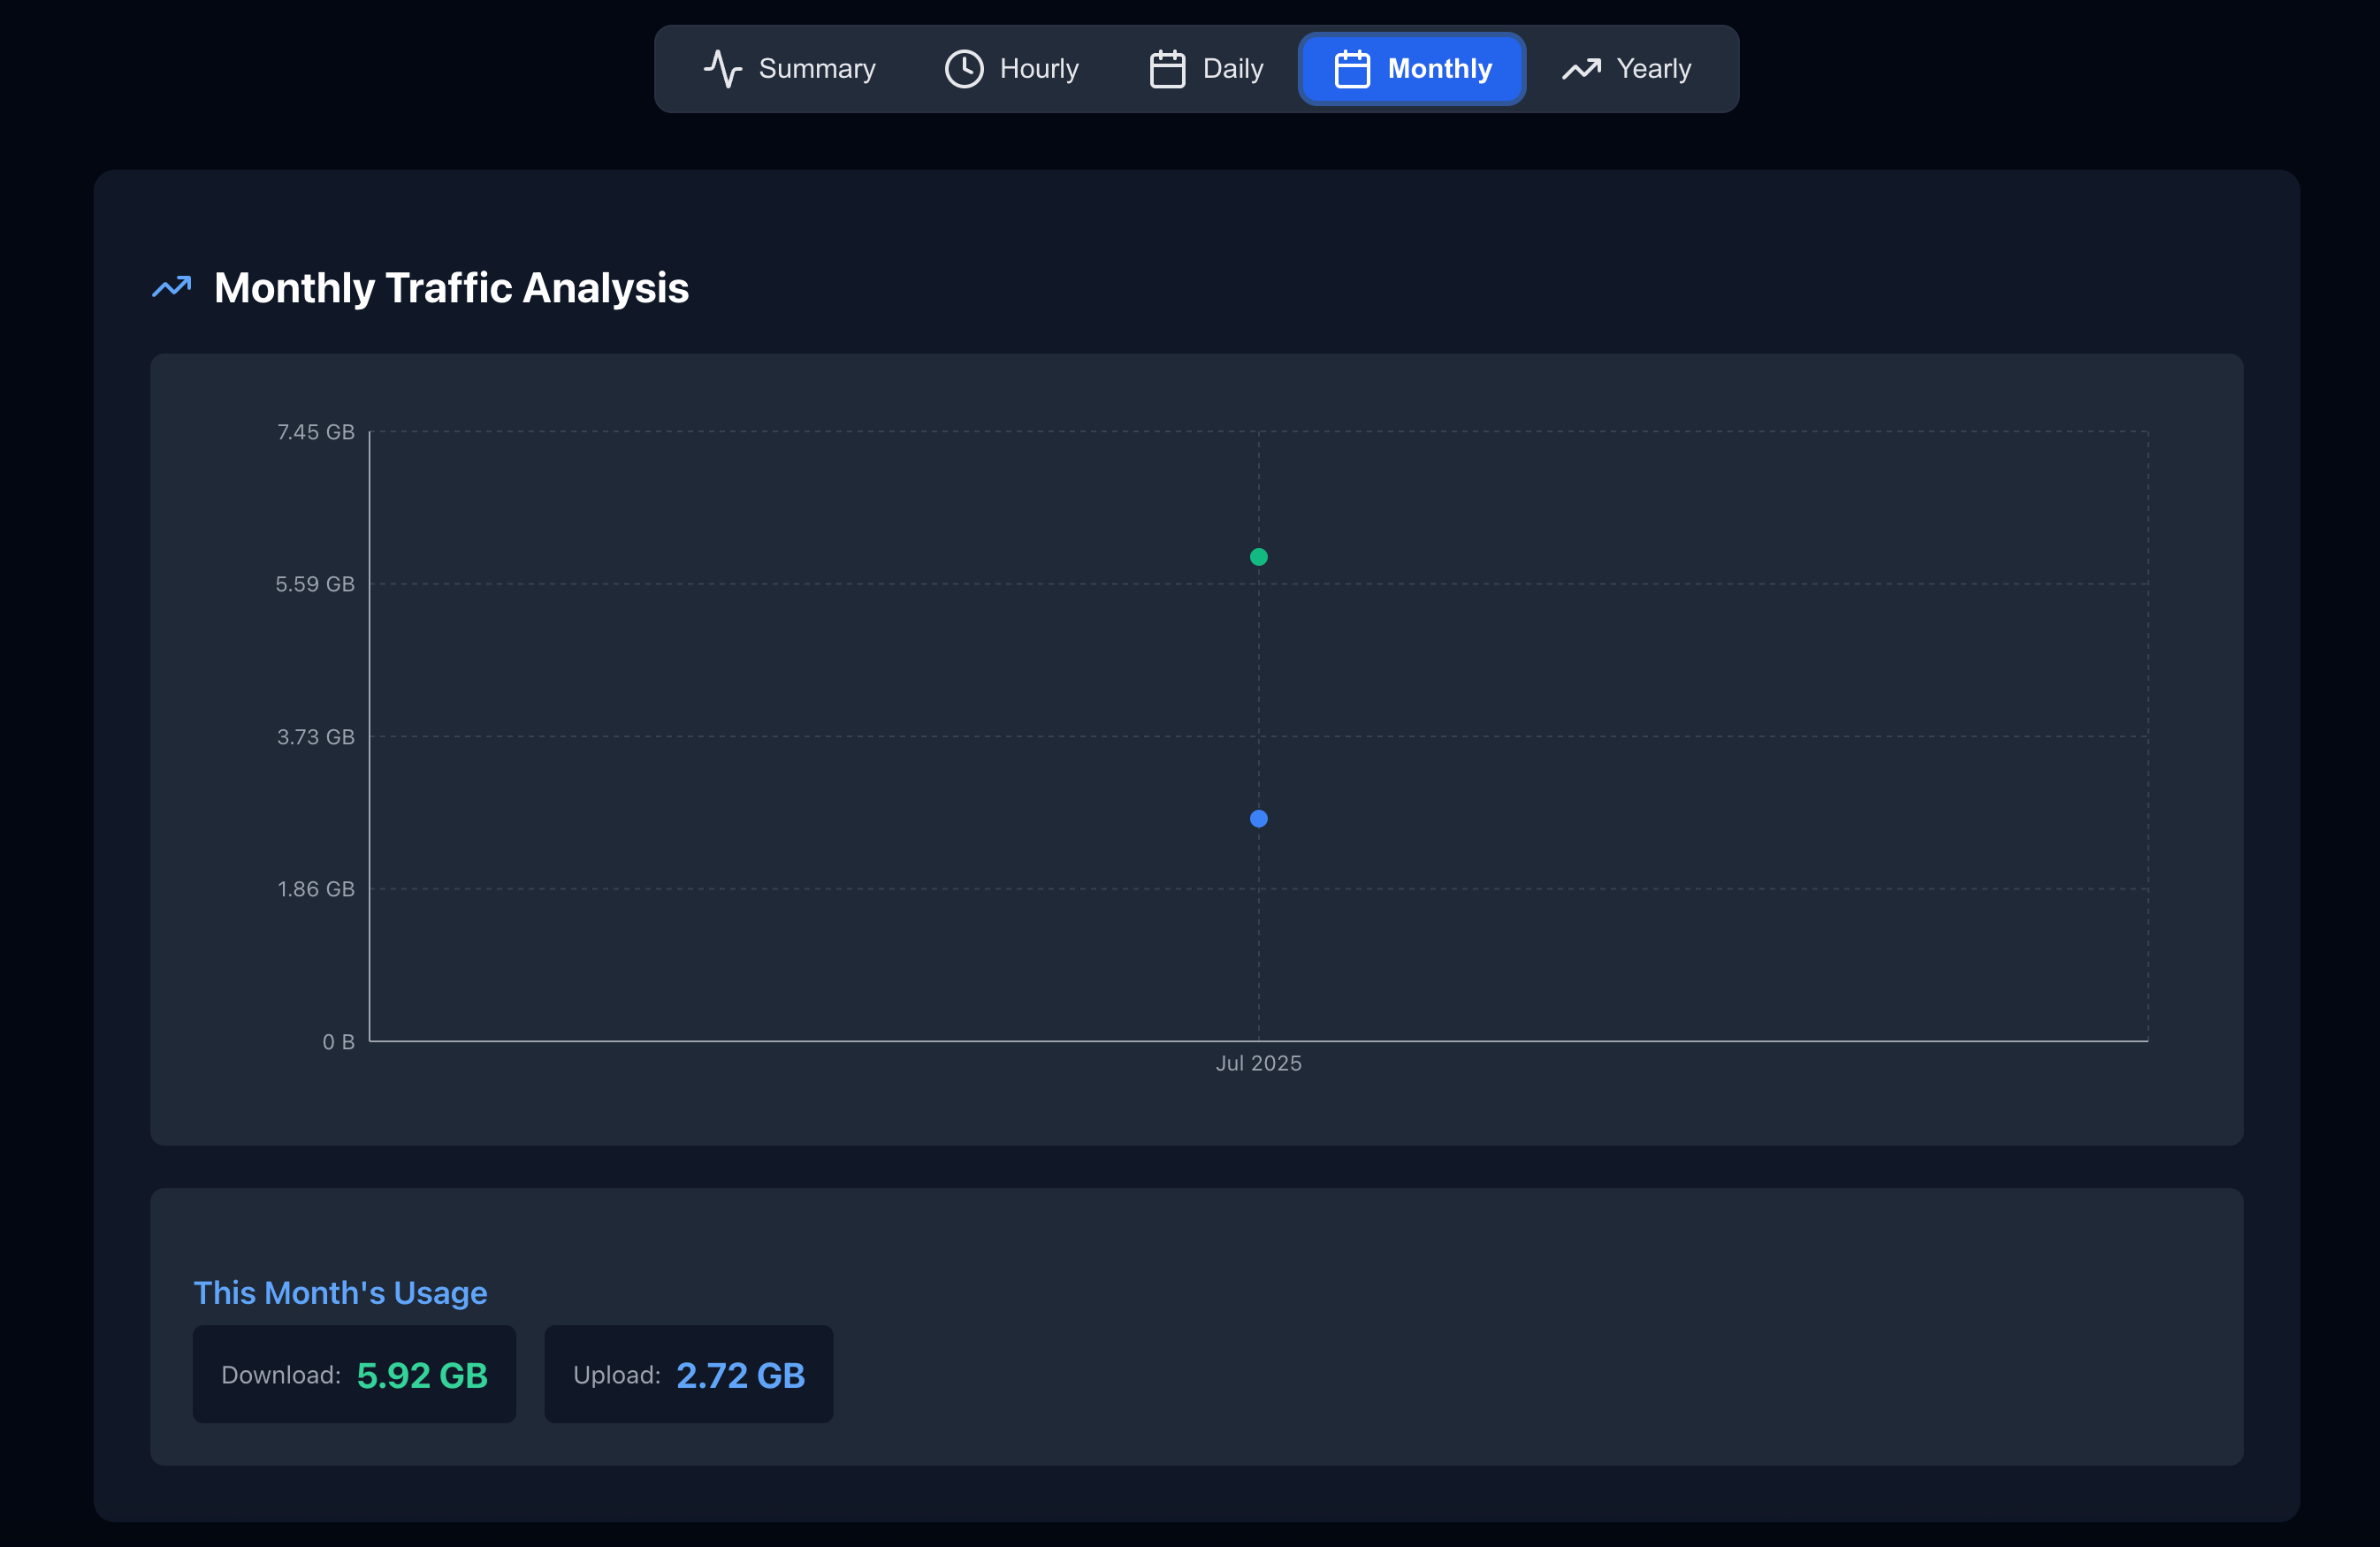 Summary Hourly Daily Monthly Yearly
Monthly Traffic Analysis
7.45 GB
5.59 GB
3.73 GB
1.86 GB
0 B
Jul 2025
This Month's Usage
Download: 5.92 GB Upload: 2.72 GB